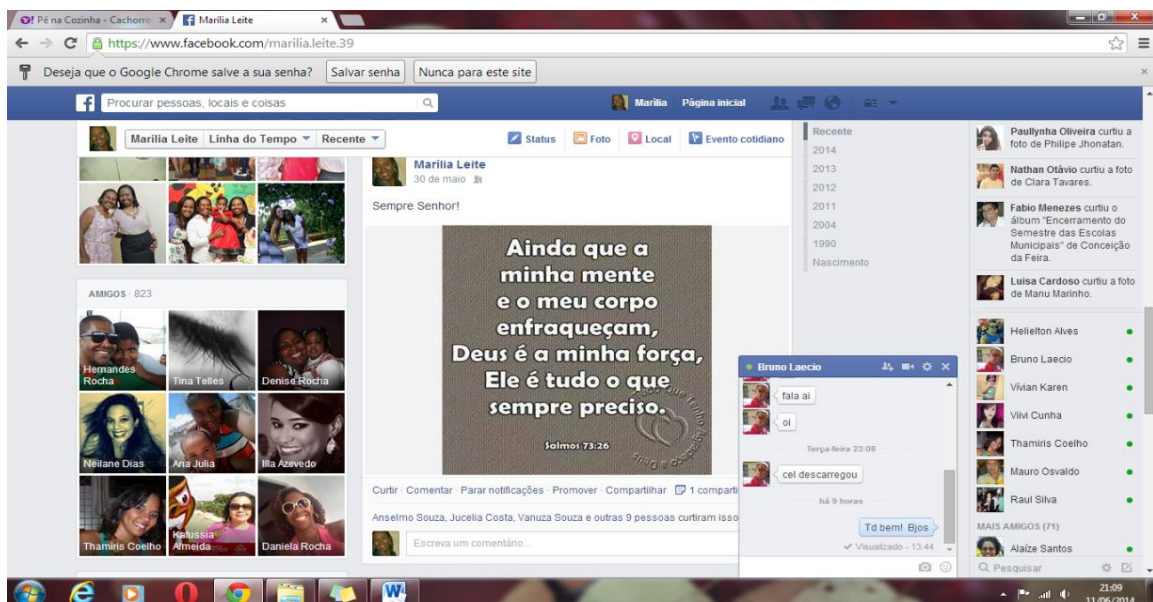 Pé na Cozinha - Cachorro
Marilia Leite
https://www.facebook.com/marilia.leite.39
Deseja que o Google Chrome salve a sua senha? Salvar senha Nunca para este site
Procurar pessoas, locais e coisas
Marilia Página inicial
Marilia Leite Linha do Tempo Recente
Status Foto Local Evento cotidiano
AMIGOS · 823
Hernandes Rocha
Tina Telles
Denise Rocha
Neilane Dias
Ana Julia
Illa Azevedo
Thamiris Coelho
Katussia Almeida
Daniela Rocha
Marilia Leite
30 de maio
Sempre Senhor!
Ainda que a
minha mente
e o meu corpo
enfraqueçam,
Deus é a minha força,
Ele é tudo o que
sempre preciso.
Salmos 73:26
Curtir · Comentar · Parar notificações · Promover · Compartilhar 1 comparti
Anselmo Souza, Jucelia Costa, Vanuza Souza e outras 9 pessoas curtiram isso
Escreva um comentário...
Recente
2014
2013
2012
2011
2004
1990
Nascimento
Bruno Laecio
fala ai
oi
Terça-feira 23:08
cel descarregou
há 9 horas
Td bem! Bjos
Visualizado - 13:44
Paullynha Oliveira curtiu a
foto de Philipe Jhonatan.
Nathan Otávio curtiu a foto
de Clara Tavares.
Fabio Menezes curtiu o
álbum "Encerramento do
Semestre das Escolas
Municipais" de Conceição
da Feira.
Luisa Cardoso curtiu a foto
de Manu Marinho.
Helielton Alves
Bruno Laecio
Vívian Karen
Viivi Cunha
Thamiris Coelho
Mauro Osvaldo
Raul Silva
MAIS AMIGOS (71)
Alaíze Santos
Pesquisar
21:09
11/06/2014